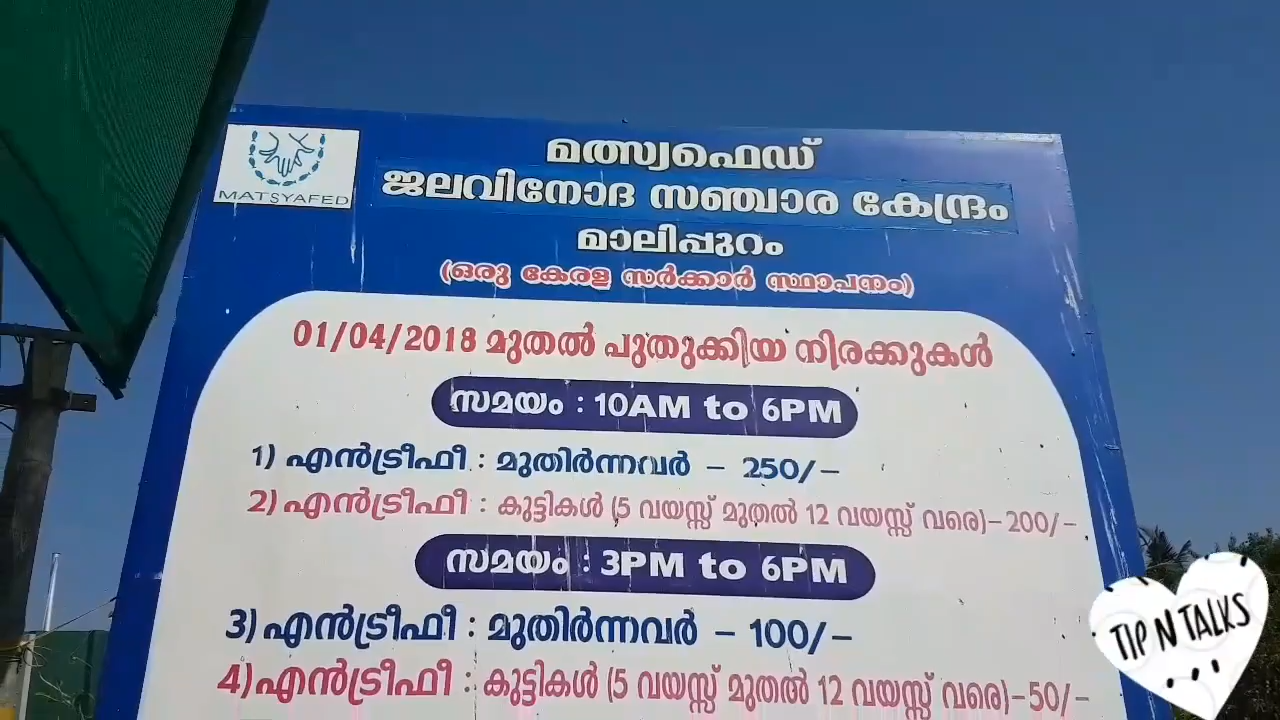 MATSYAFED
മത്സ്യഫെഡ്
ജലവിനോദ സഞ്ചാര കേന്ദ്രം
മാലിപ്പുറം
(ഒരു കേരള സർക്കാർ സ്ഥാപനം)
01/04/2018 മുതൽ പുതുക്കിയ നിരക്കുകൾ
സമയം : 10AM to 6PM
1) എൻട്രീഫീ : മുതിർന്നവർ - 250/-
2) എൻട്രീഫീ : കുട്ടികൾ (5 വയസ്സ് മുതൽ 12 വയസ്സ് വരെ)-200/-
സമയം : 3PM to 6PM
3) എൻട്രീഫീ : മുതിർന്നവർ - 100/-
4) എൻട്രീഫീ : കുട്ടികൾ (5 വയസ്സ് മുതൽ 12 വയസ്സ് വരെ)-50/-
TIP N TALKS